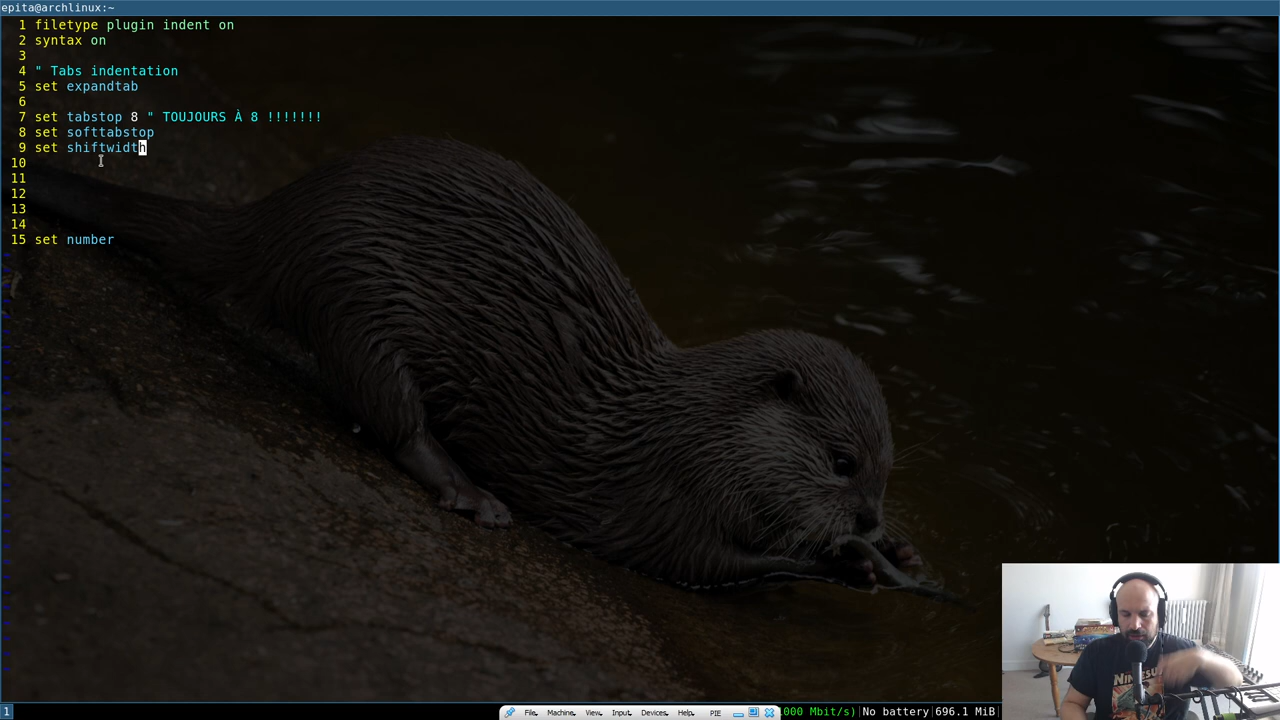 epita@archlinux:~
1 filetype plugin indent on
2 syntax on
3
4 " Tabs indentation
5 set expandtab
6
7 set tabstop 8 " TOUJOURS À 8 !!!!!!!
8 set softtabstop
9 set shiftwidth
10
11
12
13
14
15 set number
1 File Machine View Input Devices Help PIE 000 Mbit/s)|No battery|696.1 MiB